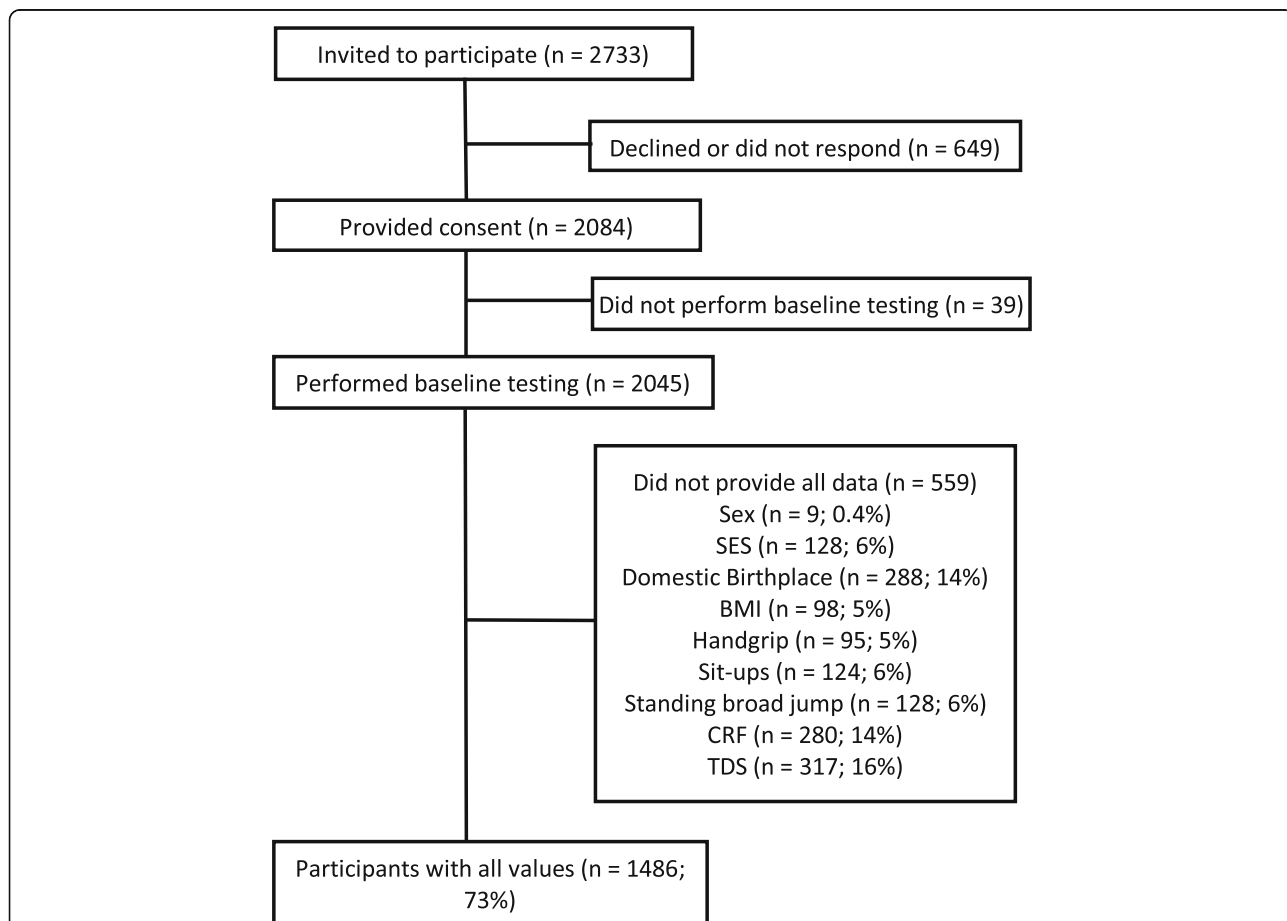 Invited to participate (n = 2733)
Declined or did not respond (n = 649)
Provided consent (n = 2084)
Did not perform baseline testing (n = 39)
Performed baseline testing (n = 2045)
Did not provide all data (n = 559)
Sex (n = 9; 0.4%)
SES (n = 128; 6%)
Domestic Birthplace (n = 288; 14%)
BMI (n = 98; 5%)
Handgrip (n = 95; 5%)
Sit-ups (n = 124; 6%)
Standing broad jump (n = 128; 6%)
CRF (n = 280; 14%)
TDS (n = 317; 16%)
Participants with all values (n = 1486;
73%)